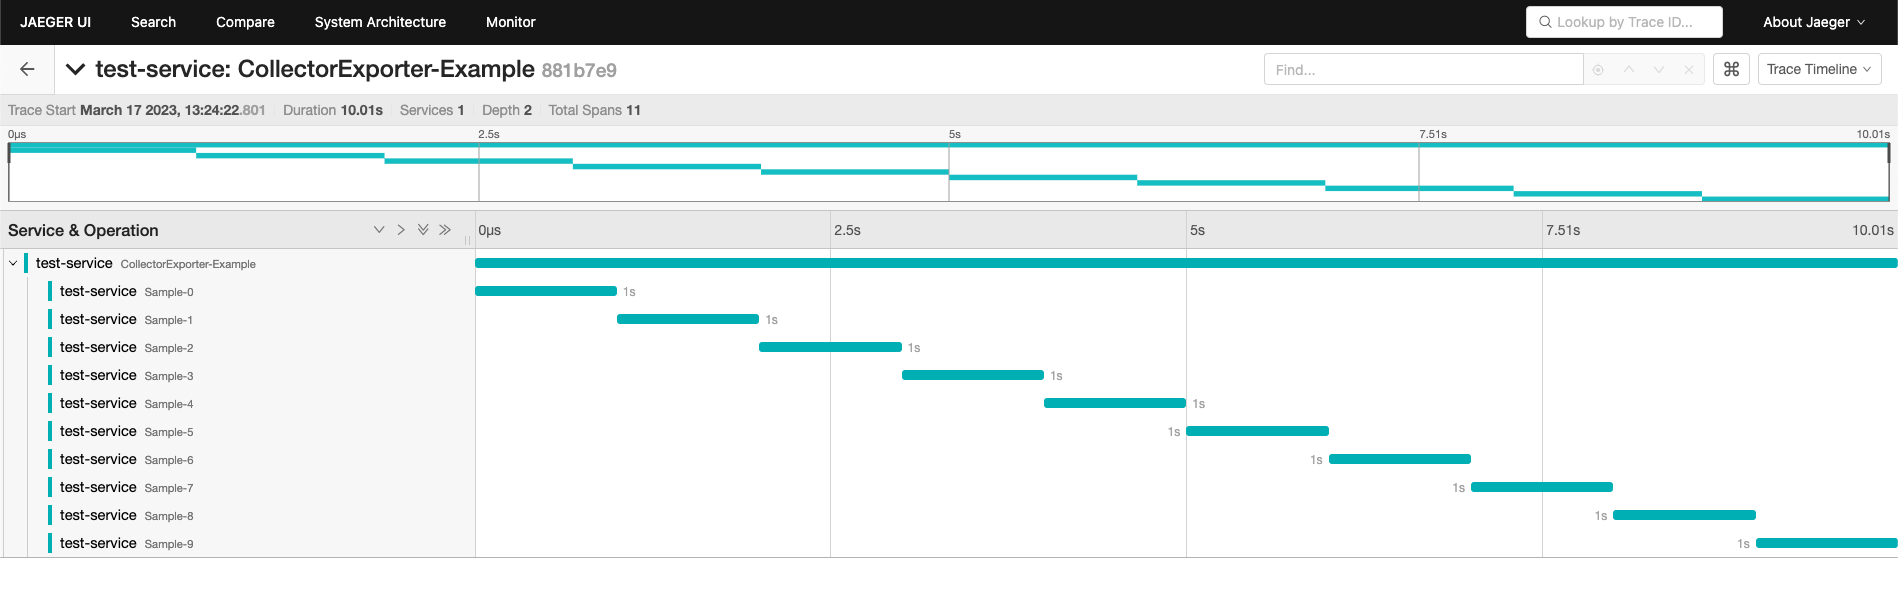 JAEGER UI Search Compare System Architecture Monitor Lookup by Trace ID... About Jaeger
test-service: CollectorExporter-Example 881b7e9 Find... ⌘ Trace Timeline
Trace Start March 17 2023, 13:24:22.801 Duration 10.01s Services 1 Depth 2 Total Spans 11
0μs 2.5s 5s 7.51s 10.01s
Service & Operation 0μs 2.5s 5s 7.51s 10.01s
test-service CollectorExporter-Example
test-service Sample-0 1s
test-service Sample-1 1s
test-service Sample-2 1s
test-service Sample-3 1s
test-service Sample-4 1s
test-service Sample-5 1s
test-service Sample-6 1s
test-service Sample-7 1s
test-service Sample-8 1s
test-service Sample-9 1s